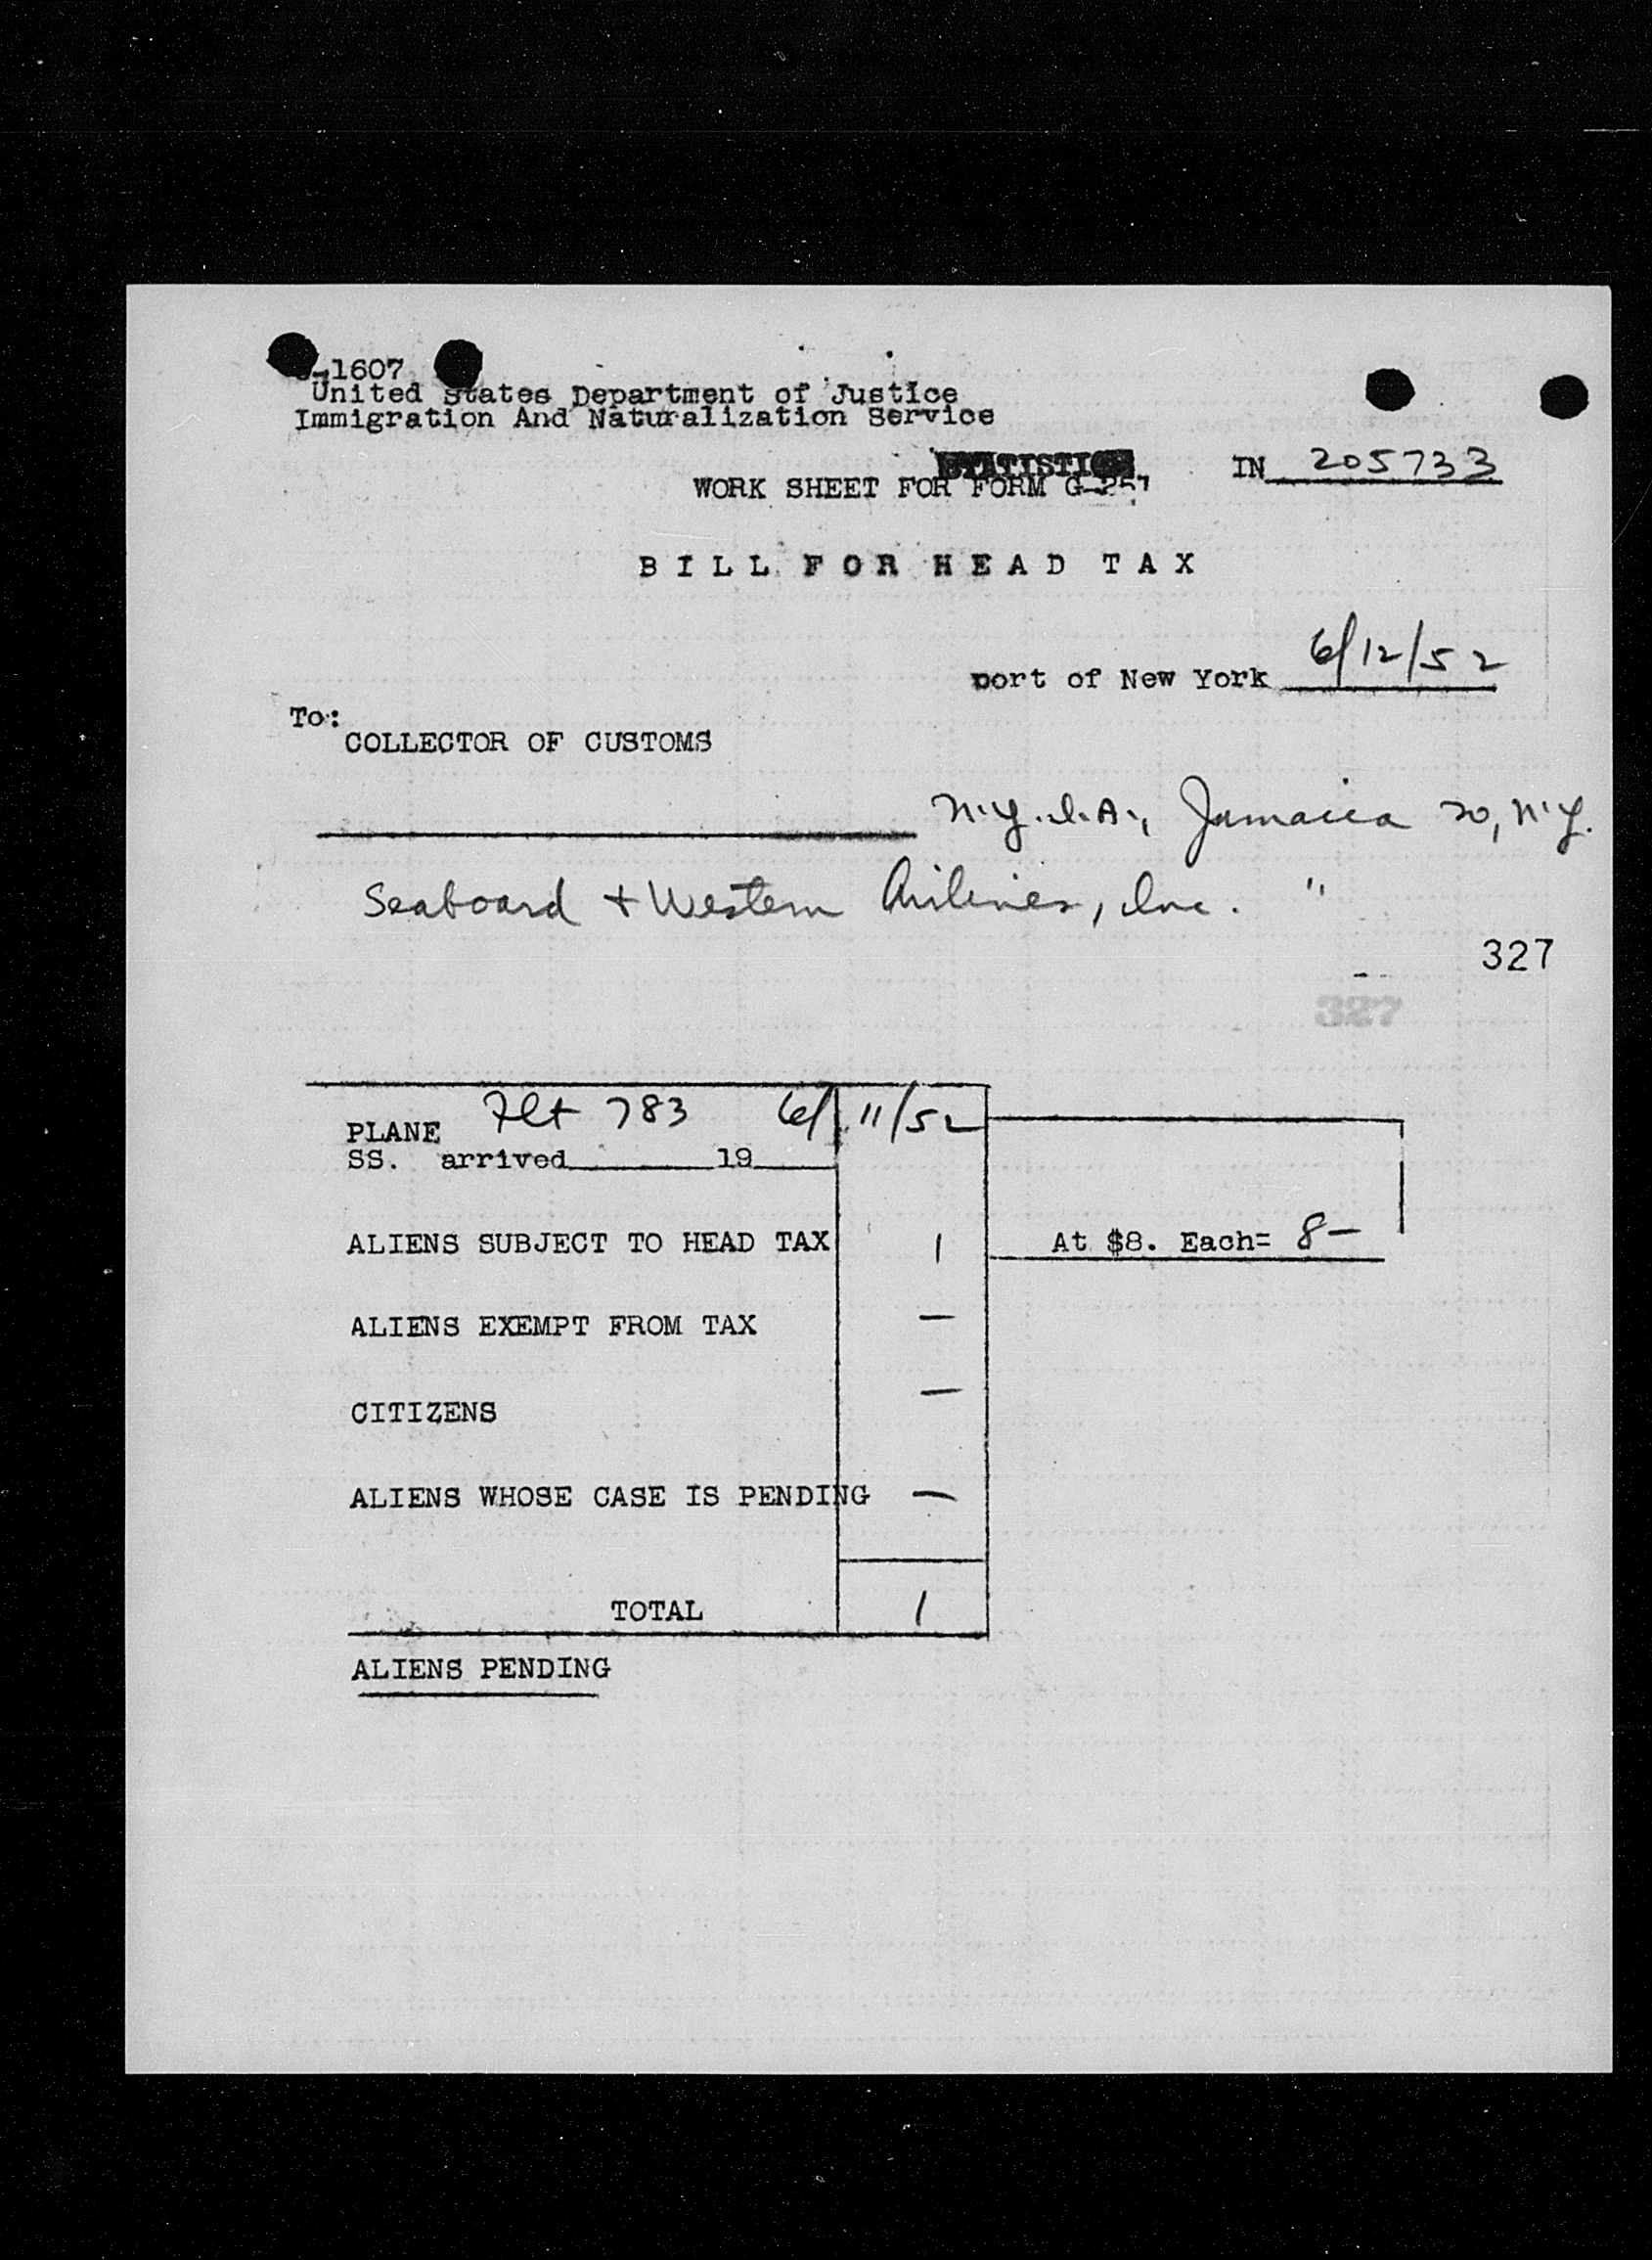 -1607
United States Department of Justice
Immigration And Naturalization Service
STATISTICS
WORK SHEET FOR FORM G-257
IN 205733
BILL FOR HEAD TAX
port of New York 6/12/52
To:
COLLECTOR OF CUSTOMS
N.Y.I.A., Jamaica 20, N.Y.
Seaboard + Western Airlines, Inc. "
327
327
PLANE Flt 783 6/11/52
SS. arrived 19
ALIENS SUBJECT TO HEAD TAX 1 At $8. Each= 8-
ALIENS EXEMPT FROM TAX —
CITIZENS —
ALIENS WHOSE CASE IS PENDING —
TOTAL 1
ALIENS PENDING